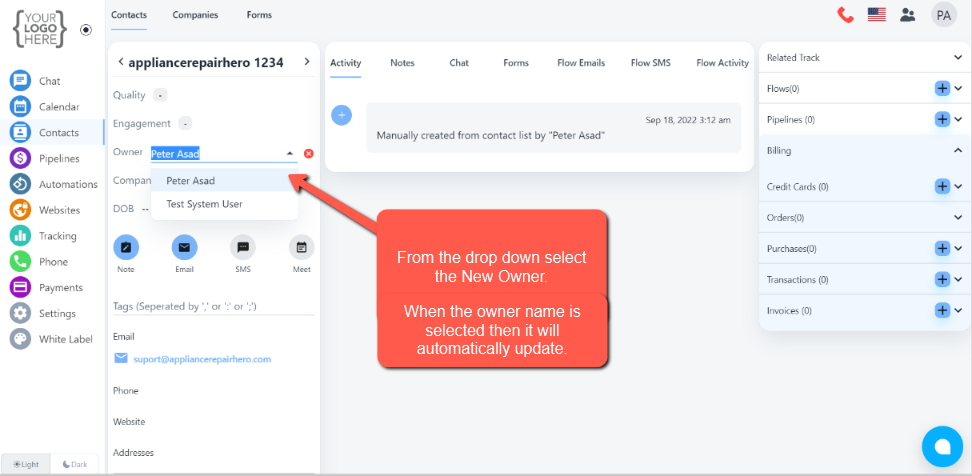 {YOUR
LOGO
HERE}
Contacts
Companies
Forms
PA
Chat
Calendar
Contacts
Pipelines
Automations
Websites
Tracking
Phone
Payments
Settings
White Label
Light
Dark
appliancerepairhero 1234
Quality -
Engagement -
Owner Peter Asad
Peter Asad
Test System User
Compan
DOB --
Note
Email
SMS
Meet
Tags (Seperated by ',' or ':' or ';')
Email
suport@appliancerepairhero.com
Phone
Website
Addresses
Activity
Notes
Chat
Forms
Flow Emails
Flow SMS
Flow Activity
Sep 18, 2022 3:12 am
Manually created from contact list by "Peter Asad"
From the drop down select
the New Owner.
When the owner name is
selected then it will
automatically update.
Related Track
Flows(0)
Pipelines (0)
Billing
Credit Cards (0)
Orders(0)
Purchases(0)
Transactions (0)
Invoices (0)